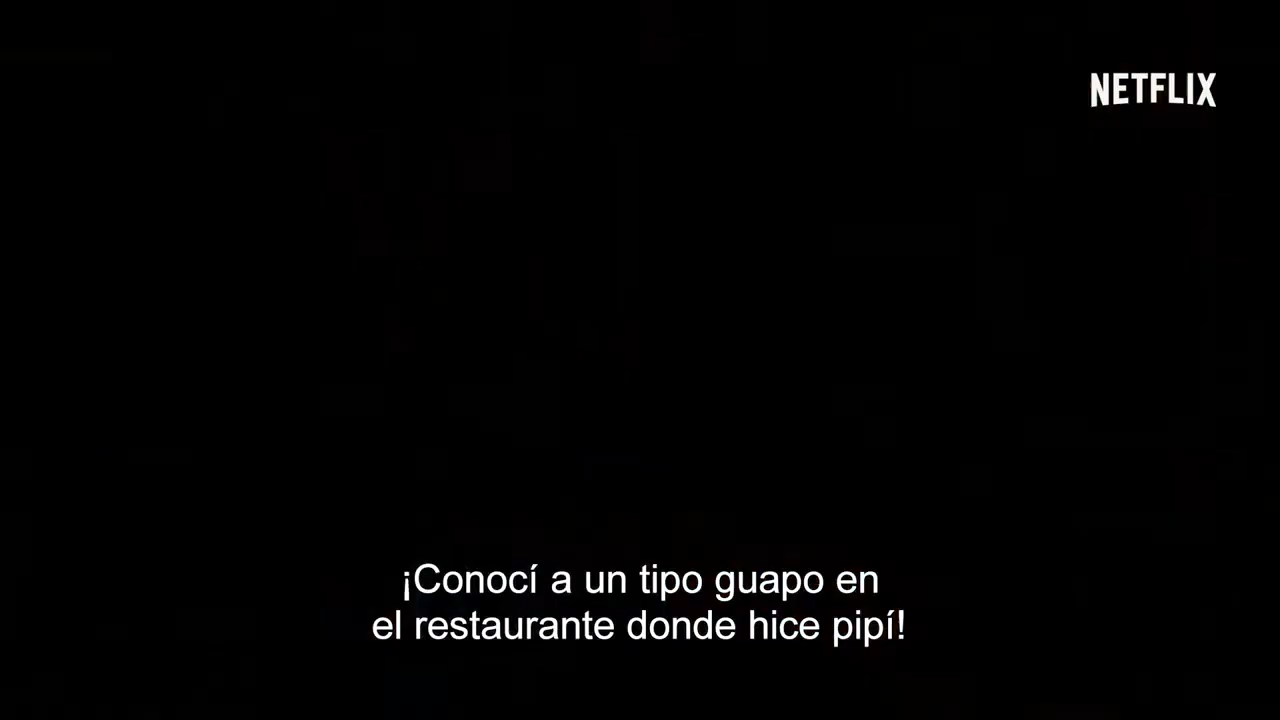 NETFLIX
¡Conocí a un tipo guapo en
el restaurante donde hice pipí!